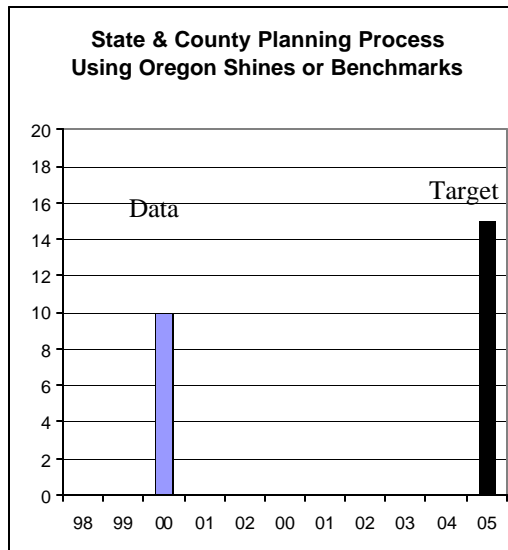 State & County Planning Process
Using Oregon Shines or Benchmarks
20
18
16
14
12
10
8
6
4
2
0
Data
Target
98 99 00 01 02 00 01 02 03 04 05